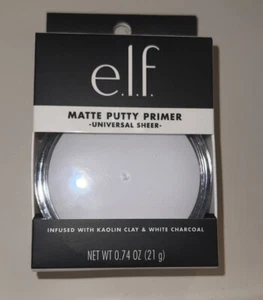 e.l.f.
MATTE PUTTY PRIMER
-UNIVERSAL SHEER-
INFUSED WITH KAOLIN CLAY & WHITE CHARCOAL
NET WT 0.74 OZ (21 g)